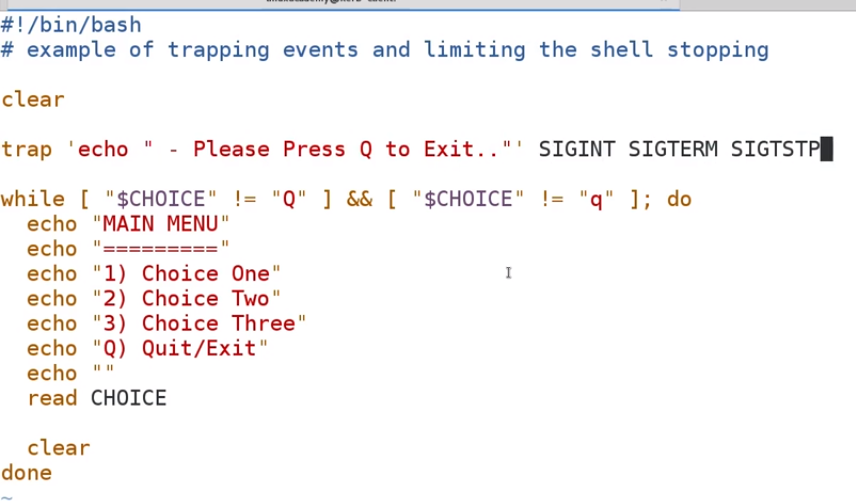 #!/bin/bash
# example of trapping events and limiting the shell stopping
clear
trap 'echo " - Please Press Q to Exit.."' SIGINT SIGTERM SIGTSTP
while [ "$CHOICE" != "Q" ] && [ "$CHOICE" != "q" ]; do
  echo "MAIN MENU"
  echo "========="
  echo "1) Choice One"
  echo "2) Choice Two"
  echo "3) Choice Three"
  echo "Q) Quit/Exit"
  echo ""
  read CHOICE
  clear
done
~